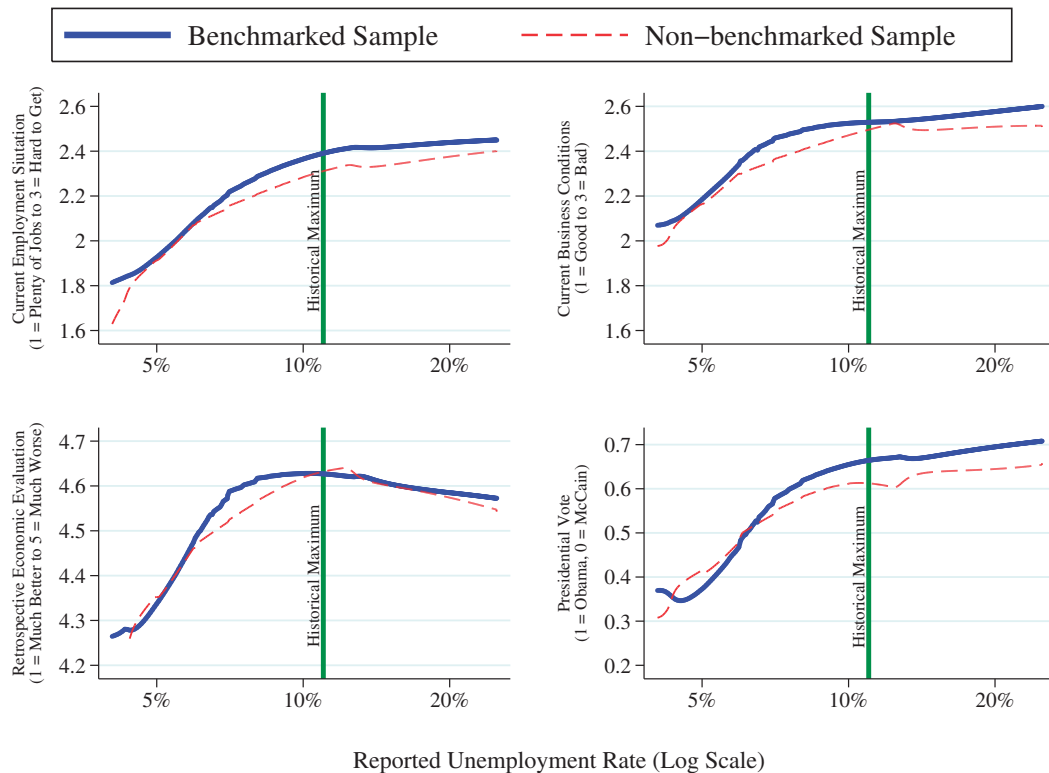 Benchmarked Sample
Non−benchmarked Sample
Current Employment Siutation
(1 = Plenty of Jobs to 3 = Hard to Get)
2.6
2.4
2.2
2
1.8
1.6
Historical Maximum
5%
10%
20%
Current Business Conditions
(1 = Good to 3 = Bad)
2.6
2.4
2.2
2
1.8
1.6
Historical Maximum
5%
10%
20%
Retrospective Economic Evaluation
(1 = Much Better to 5 = Much Worse)
4.7
4.6
4.5
4.4
4.3
4.2
Historical Maximum
5%
10%
20%
Presidential Vote
(1 = Obama, 0 = McCain)
0.7
0.6
0.5
0.4
0.3
0.2
Historical Maximum
5%
10%
20%
Reported Unemployment Rate (Log Scale)